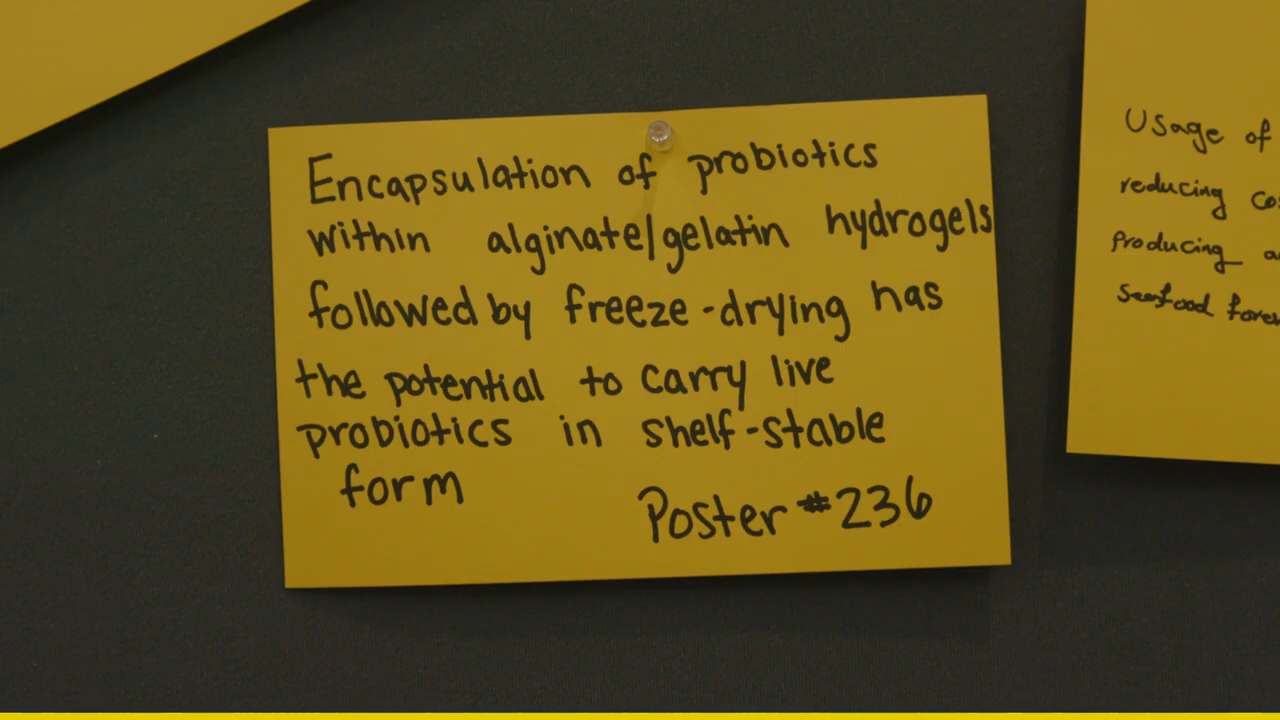 Encapsulation of probiotics
within alginate/gelatin hydrogels
followed by freeze-drying has
the potential to carry live
probiotics in shelf-stable
form
Poster #236
Usage of
reducing
Producing
Seafood